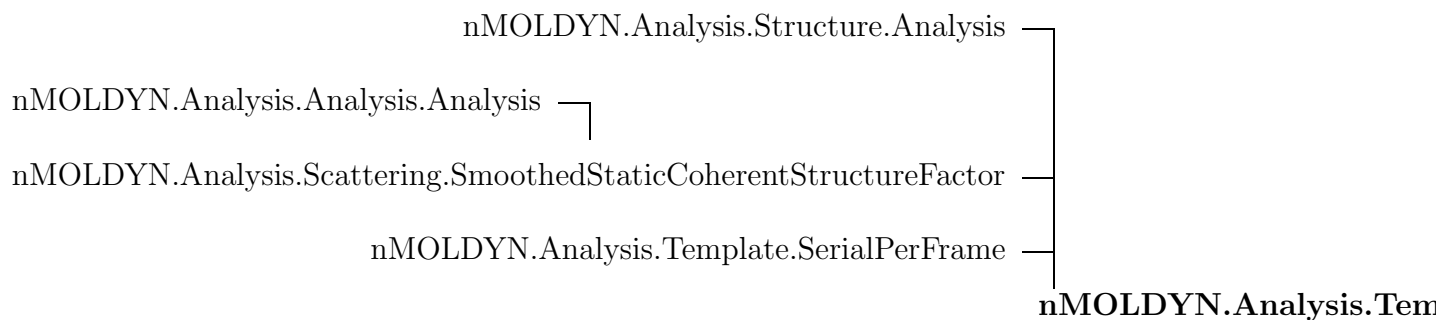 nMOLDYN.Analysis.Structure.Analysis
nMOLDYN.Analysis.Analysis.Analysis
nMOLDYN.Analysis.Scattering.SmoothedStaticCoherentStructureFactor
nMOLDYN.Analysis.Template.SerialPerFrame
nMOLDYN.Analysis.Tem